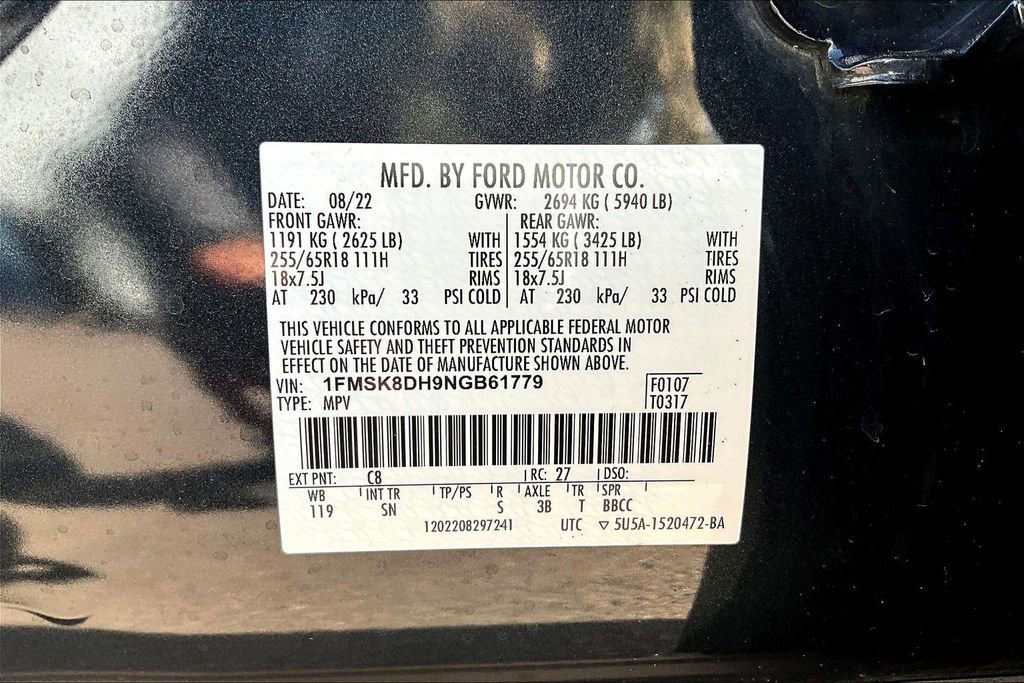 MFD. BY FORD MOTOR CO.
DATE: 08/22 GVWR: 2694 KG ( 5940 LB)
FRONT GAWR: REAR GAWR:
1191 KG ( 2625 LB) WITH 1554 KG ( 3425 LB) WITH
255/65R18 111H TIRES 255/65R18 111H TIRES
18x7.5J RIMS 18x7.5J RIMS
AT 230 kPa/ 33 PSI COLD AT 230 kPa/ 33 PSI COLD
THIS VEHICLE CONFORMS TO ALL APPLICABLE FEDERAL MOTOR
VEHICLE SAFETY AND THEFT PREVENTION STANDARDS IN
EFFECT ON THE DATE OF MANUFACTURE SHOWN ABOVE.
VIN: 1FMSK8DH9NGB61779 F0107
TYPE: MPV T0317
EXT PNT: C8 RC: 27 DSO:
WB INT TR TP/PS R AXLE TR SPR
119 SN S 3B T BBCC
1202208297241 UTC ▽ 5U5A-1520472-BA